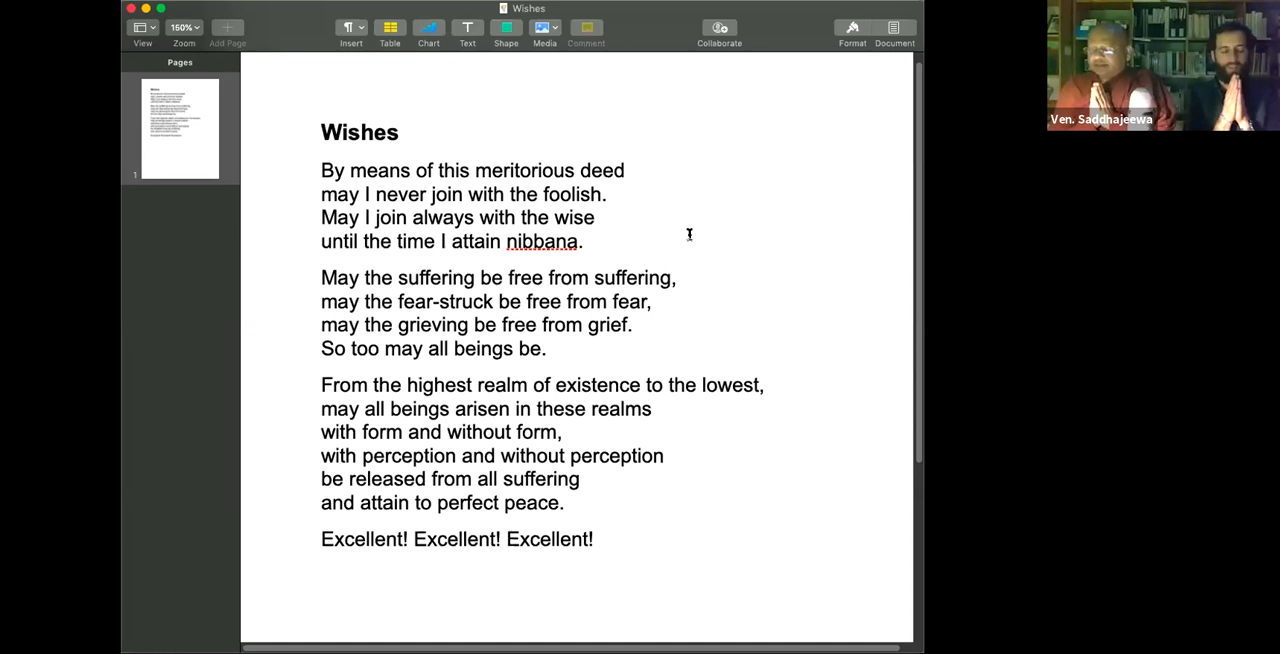 Wishes
View
150%
Zoom
Add Page
Insert
Table
Chart
T
Text
Shape
Media
Comment
Collaborate
Format
Document
Pages
1
Wishes
By means of this meritorious deed
may I never join with the foolish.
May I join always with the wise
until the time I attain nibbana.
May the suffering be free from suffering,
may the fear-struck be free from fear,
may the grieving be free from grief.
So too may all beings be.
From the highest realm of existence to the lowest,
may all beings arisen in these realms
with form and without form,
with perception and without perception
be released from all suffering
and attain to perfect peace.
Excellent! Excellent! Excellent!
Ven. Saddhajeewa